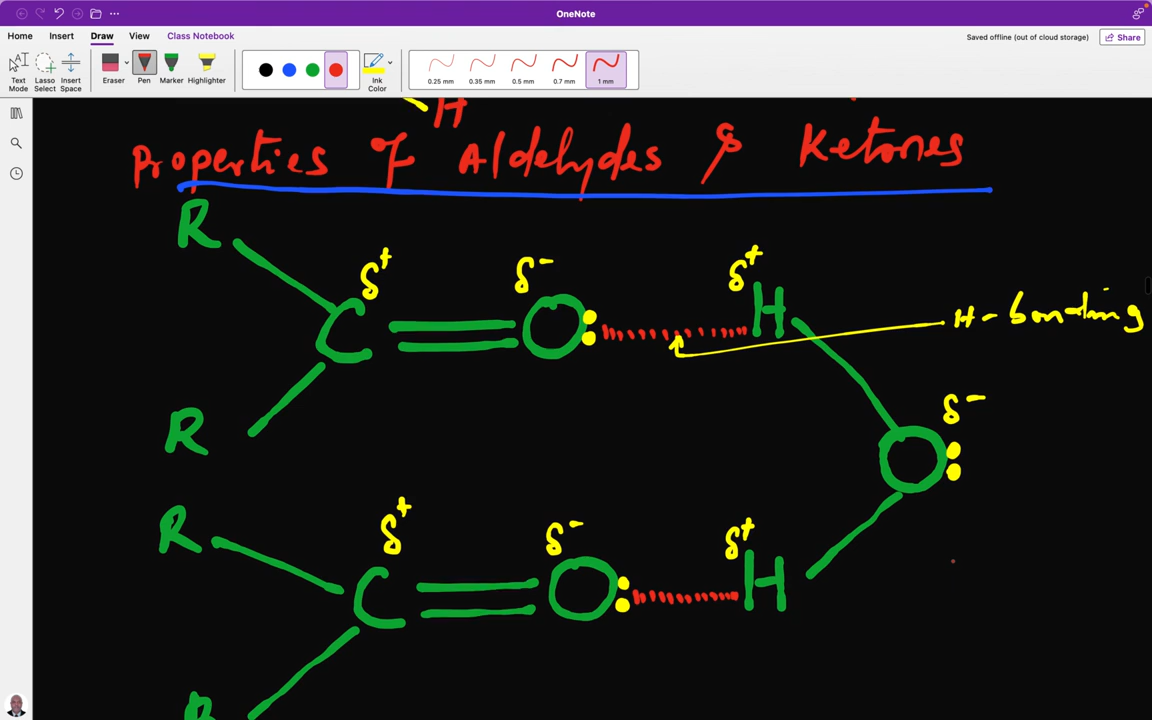 OneNote
Home Insert Draw View Class Notebook
Saved offline (out of cloud storage) Share
Text Mode
Lasso Select
Insert Space
Eraser Pen Marker Highlighter
Ink Color
0.25 mm 0.35 mm 0.5 mm 0.7 mm 1 mm
H
Properties of Aldehydes & Ketones
R
δ+ δ- δ+
C O H H-bonding
R
δ-
O
R
δ+ δ- δ+
C O H
R